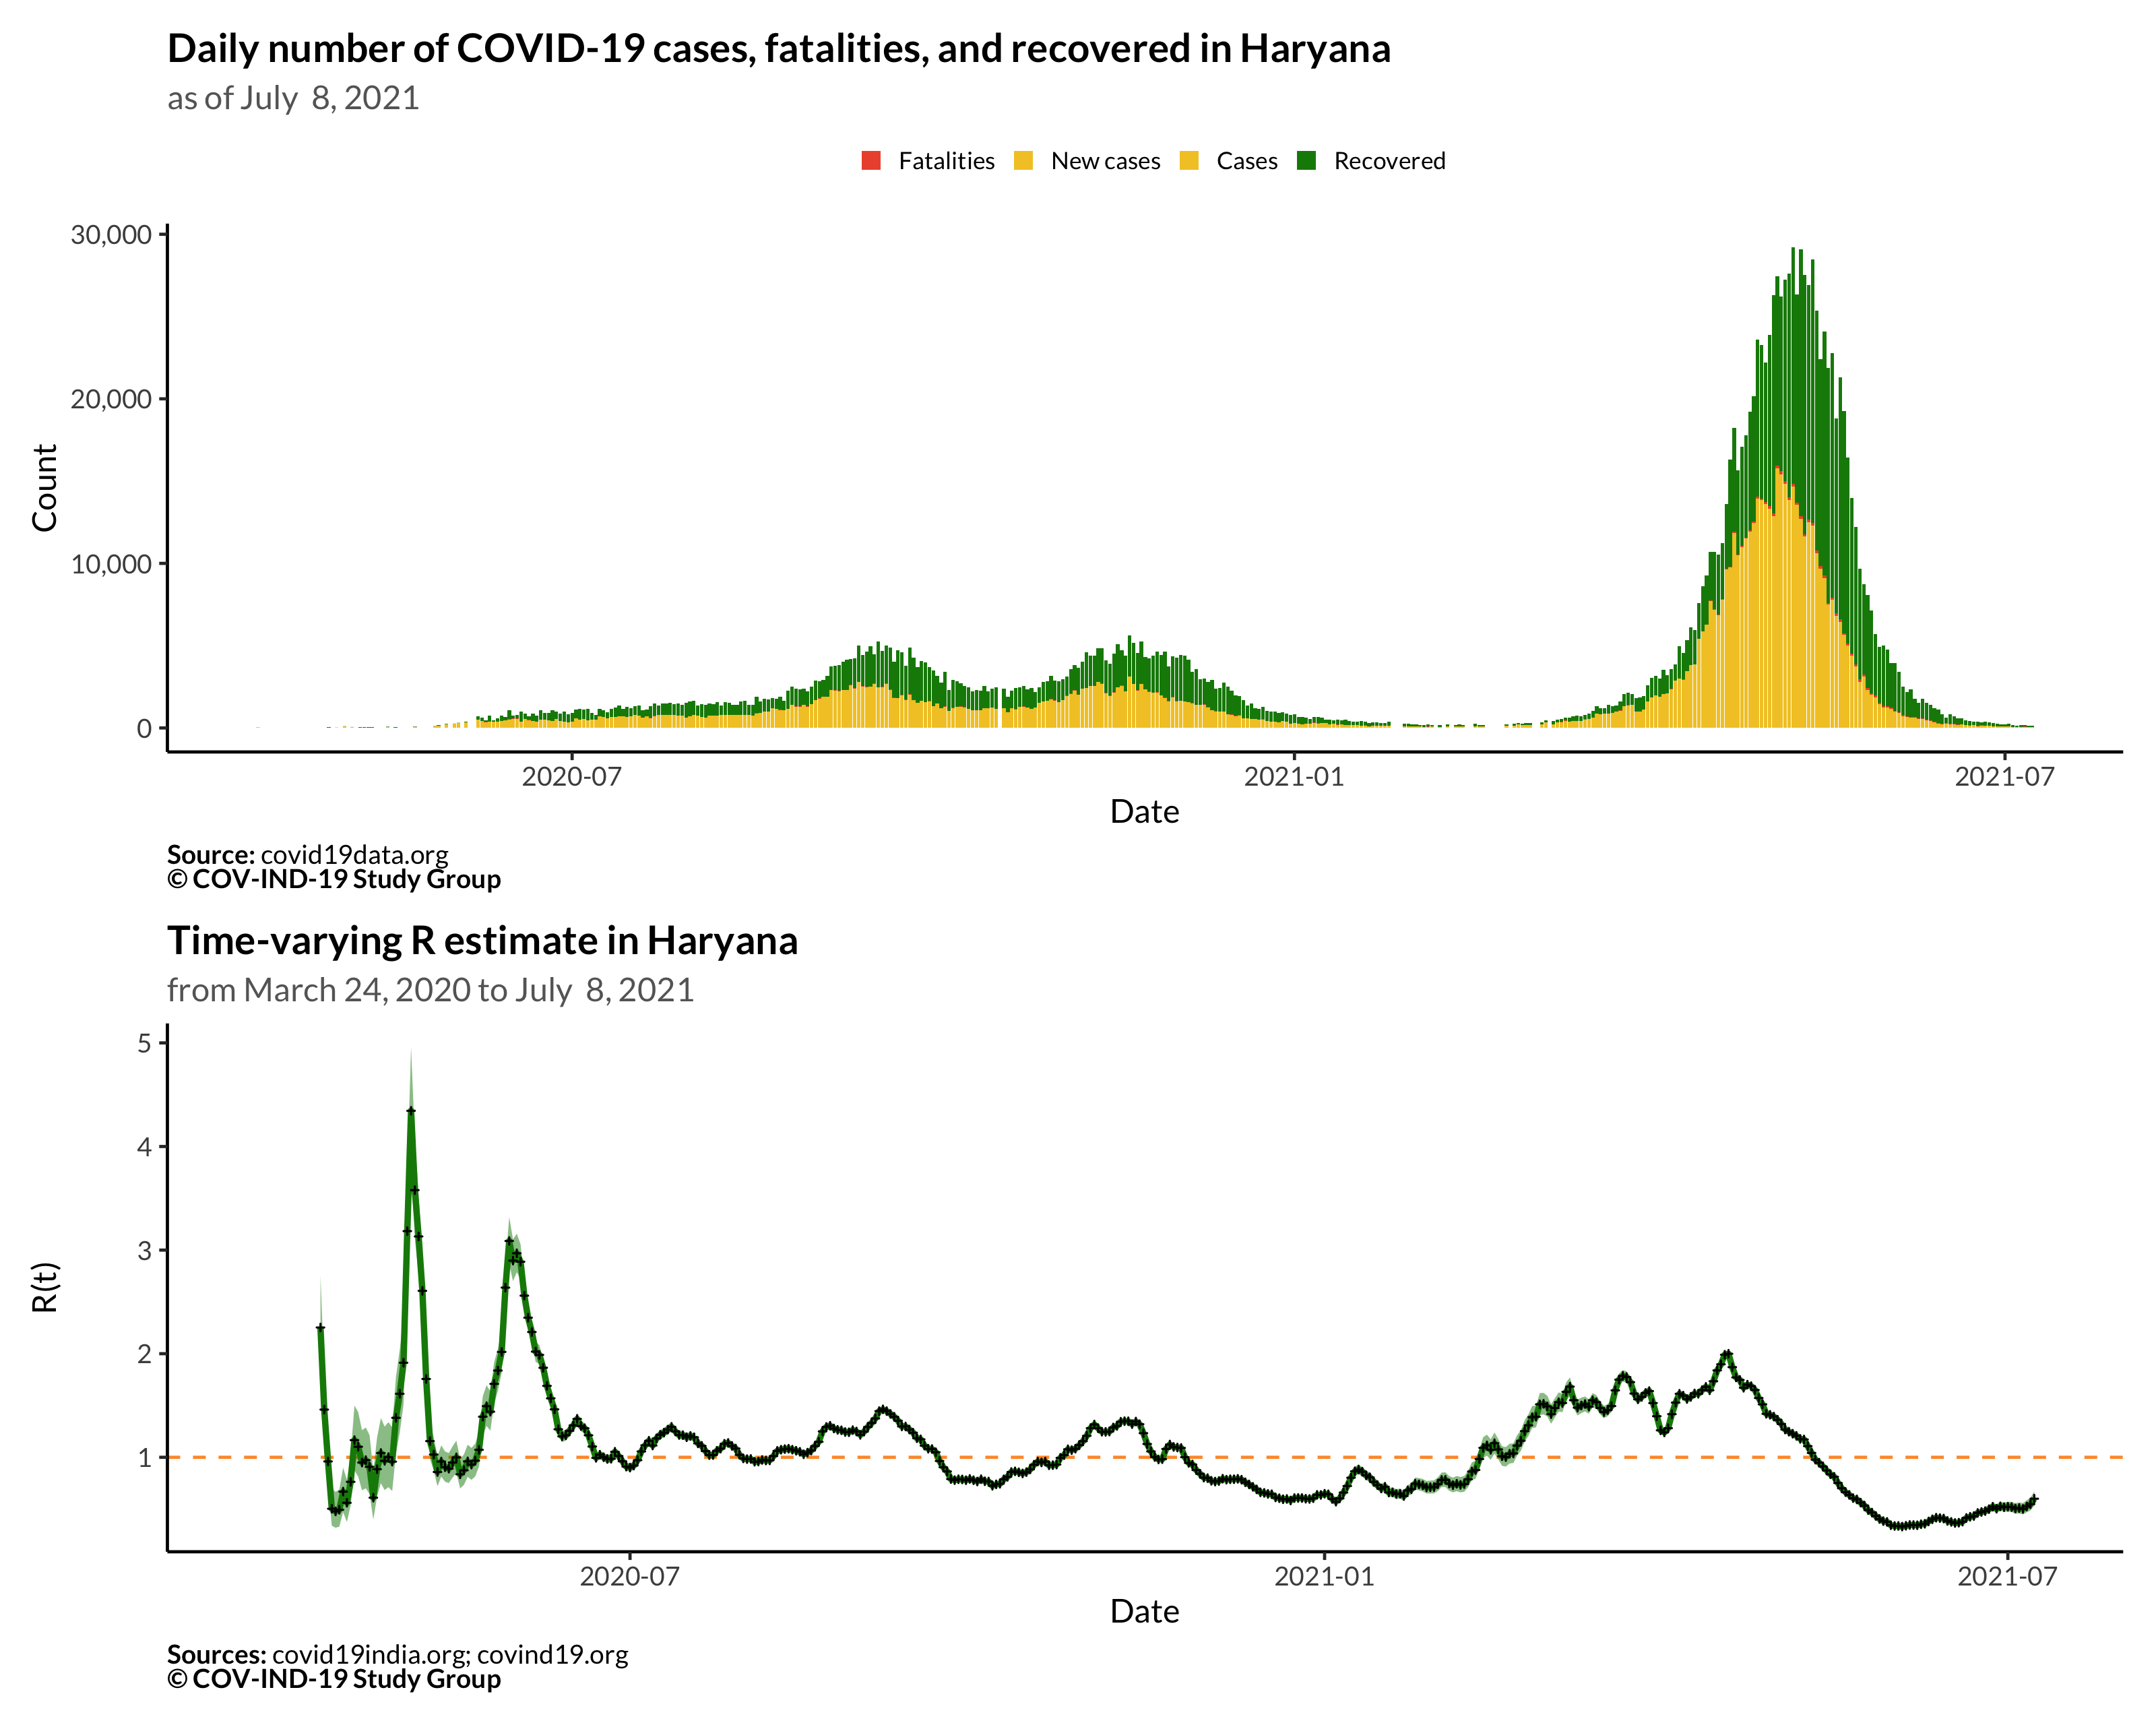 Daily number of COVID-19 cases, fatalities, and recovered in Haryana
as of July  8, 2021
Fatalities New cases Cases Recovered
30,000
20,000
10,000
0
Count
2020-07 2021-01 2021-07
Date
Source: covid19data.org
© COV-IND-19 Study Group
Time-varying R estimate in Haryana
from March 24, 2020 to July  8, 2021
5
4
3
2
1
R(t)
2020-07 2021-01 2021-07
Date
Sources: covid19india.org; covind19.org
© COV-IND-19 Study Group